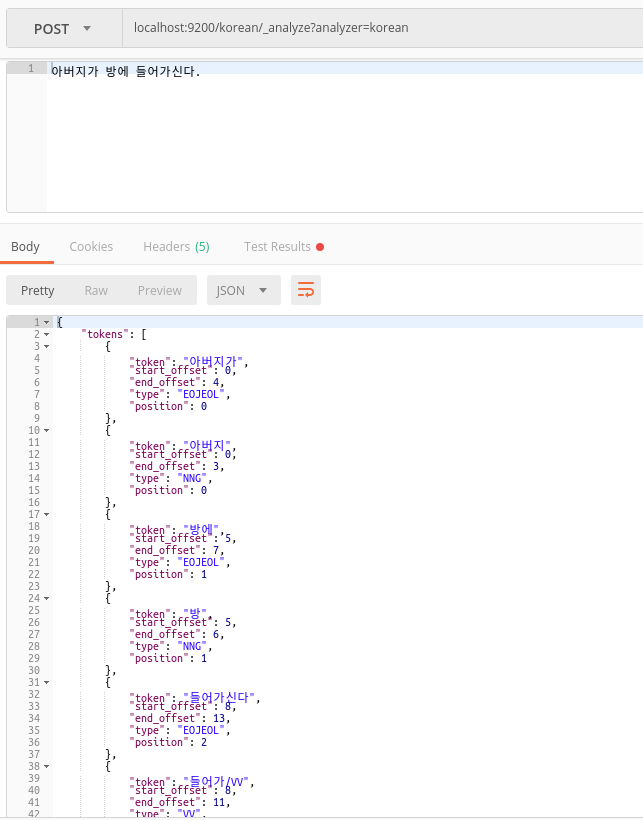 POST localhost:9200/korean/_analyze?analyzer=korean
1 아버지가 방에 들어가신다.
Body Cookies Headers (5) Test Results
Pretty Raw Preview JSON
1 {
2 "tokens": [
3 {
4 "token": "아버지가",
5 "start_offset": 0,
6 "end_offset": 4,
7 "type": "EOJEOL",
8 "position": 0
9 },
10 {
11 "token": "아버지",
12 "start_offset": 0,
13 "end_offset": 3,
14 "type": "NNG",
15 "position": 0
16 },
17 {
18 "token": "방에",
19 "start_offset": 5,
20 "end_offset": 7,
21 "type": "EOJEOL",
22 "position": 1
23 },
24 {
25 "token": "방",
26 "start_offset": 5,
27 "end_offset": 6,
28 "type": "NNG",
29 "position": 1
30 },
31 {
32 "token": "들어가신다",
33 "start_offset": 8,
34 "end_offset": 13,
35 "type": "EOJEOL",
36 "position": 2
37 },
38 {
39 "token": "들어가/VV",
40 "start_offset": 8,
41 "end_offset": 11,
42 "type": "VV",